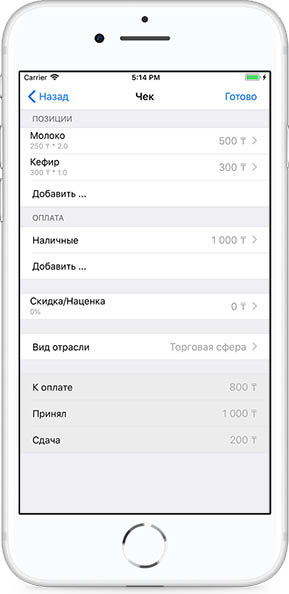 Carrier 5:14 PM
Назад Чек Готово
ПОЗИЦИИ
Молоко 500 ₸
250 ₸ * 2.0
Кефир 300 ₸
300 ₸ * 1.0
Добавить ...
ОПЛАТА
Наличные 1 000 ₸
Добавить ...
Скидка/Наценка 0 ₸
0%
Вид отрасли Торговая сфера
К оплате 800 ₸
Принял 1 000 ₸
Сдача 200 ₸